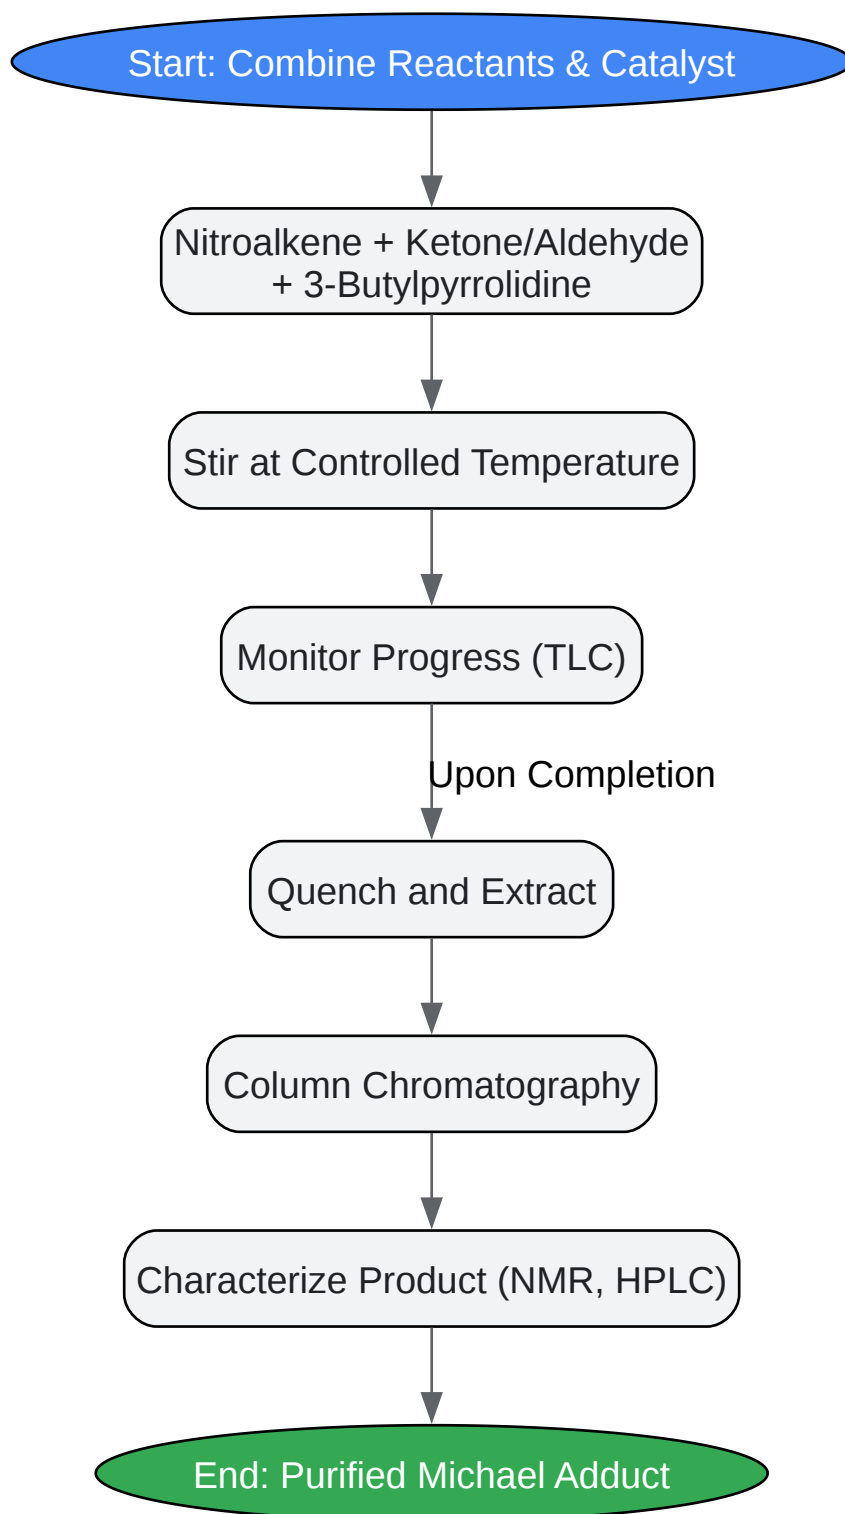 Start: Combine Reactants & Catalyst
Nitroalkene + Ketone/Aldehyde
+ 3-Butylpyrrolidine
Stir at Controlled Temperature
Monitor Progress (TLC)
Upon Completion
Quench and Extract
Column Chromatography
Characterize Product (NMR, HPLC)
End: Purified Michael Adduct